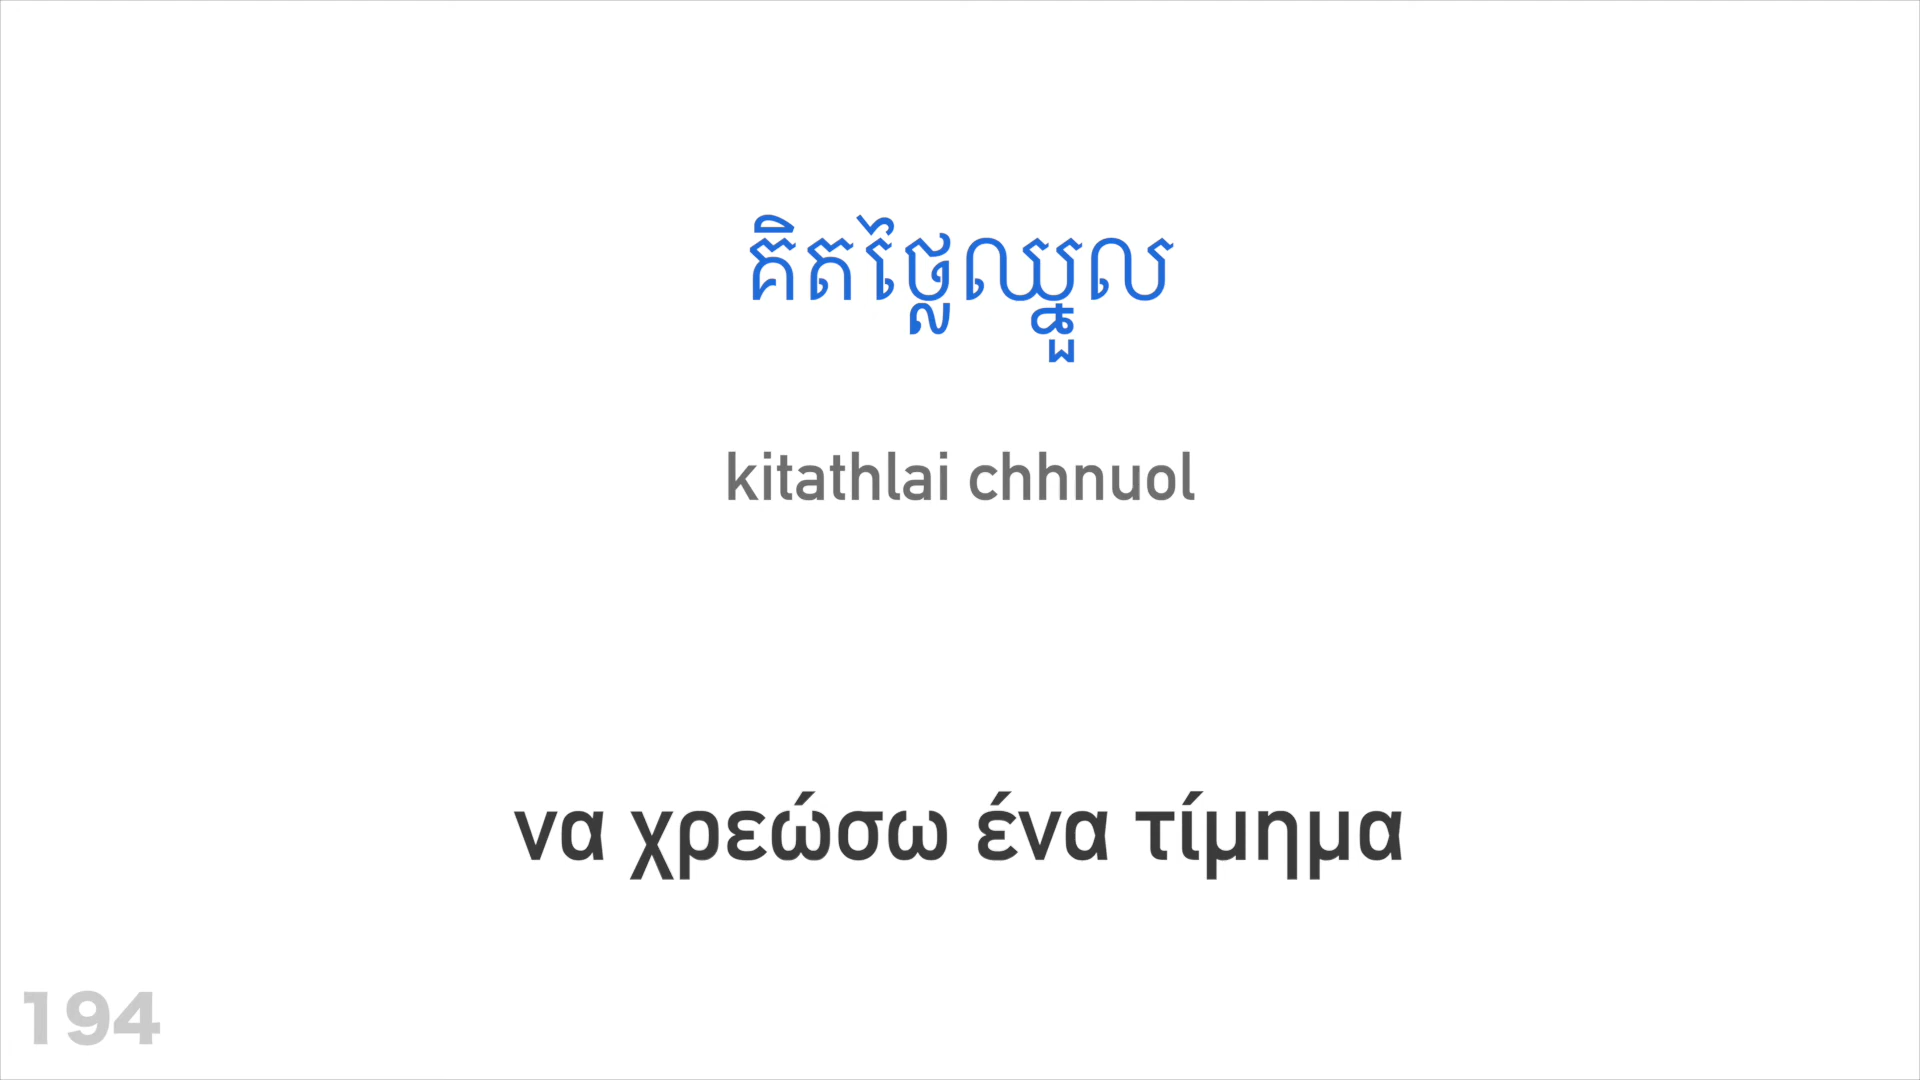 គិតថ្លៃឈ្នួល
kitathlai chhnuol
να χρεώσω ένα τίμημα
194